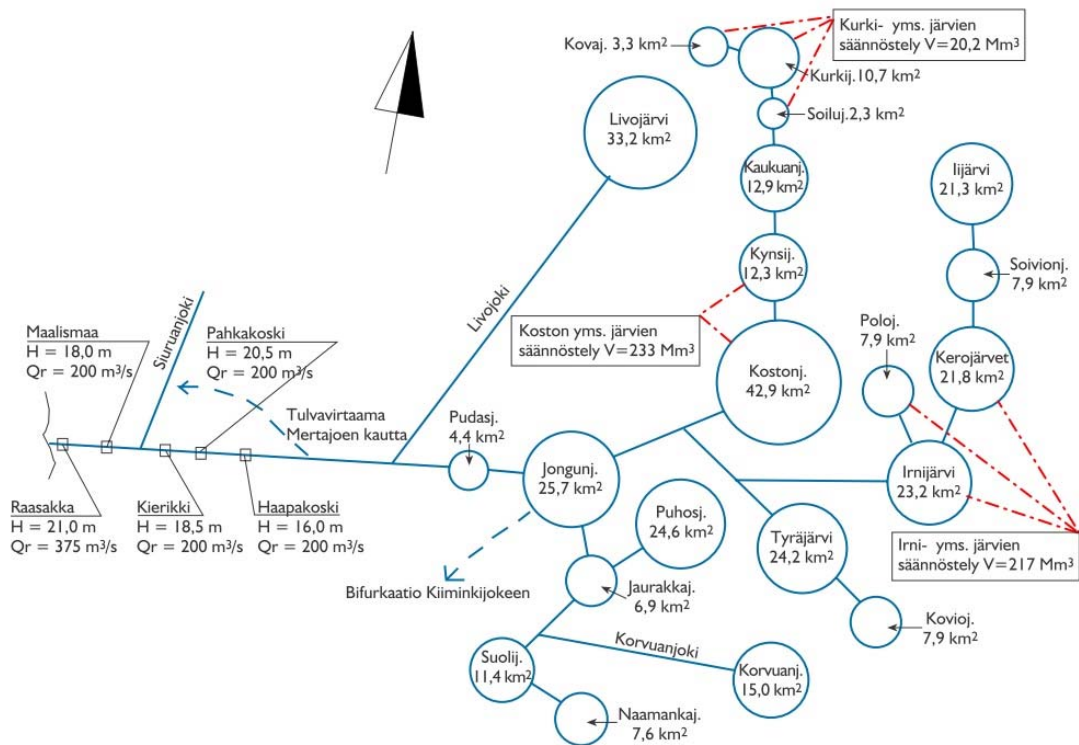 Kovaj. 3,3 km²
Kurki- yms. järvien
säännöstely V=20,2 Mm³
Kurkij.10,7 km²
Soiluj.2,3 km²
Livojärvi
33,2 km²
Kaukuanj.
12,9 km²
Iijärvi
21,3 km²
Kynsij.
12,3 km²
Soivionj.
7,9 km²
Siuruanjoki
Livojoki
Maalismaa
H = 18,0 m
Qr = 200 m³/s
Pahkakoski
H = 20,5 m
Qr = 200 m³/s
Koston yms. järvien
säännöstely V=233 Mm³
Poloj.
7,9 km²
Kerojärvet
21,8 km²
Kostonj.
42,9 km²
Tulvavirtaama
Mertajoen kautta
Pudasj.
4,4 km²
Jongunj.
25,7 km²
Irnijärvi
23,2 km²
Raasakka
H = 21,0 m
Qr = 375 m³/s
Kierikki
H = 18,5 m
Qr = 200 m³/s
Haapakoski
H = 16,0 m
Qr = 200 m³/s
Puhosj.
24,6 km²
Tyräjärvi
24,2 km²
Irni- yms. järvien
säännöstely V=217 Mm³
Bifurkaatio Kiiminkijokeen
Jaurakkaj.
6,9 km²
Kovioj.
7,9 km²
Korvuanjoki
Suolij.
11,4 km²
Korvuanj.
15,0 km²
Naamankaj.
7,6 km²